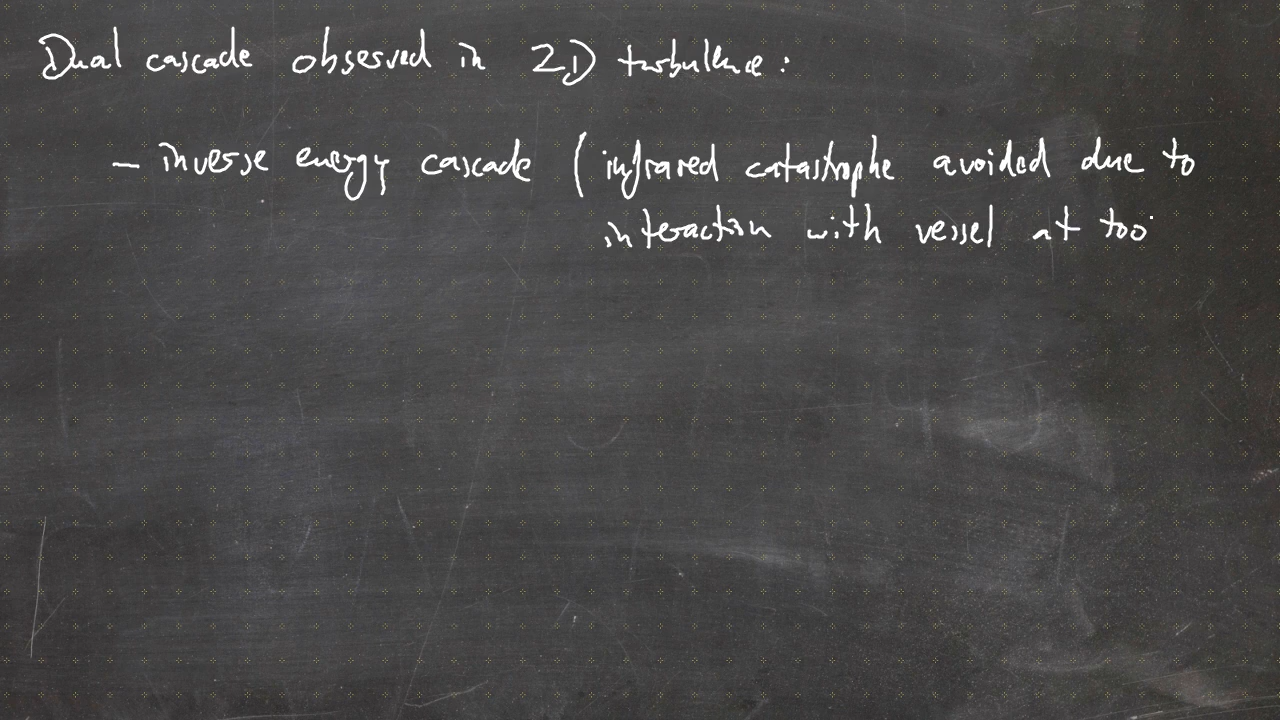 Dual cascade observed in 2D turbulence :
– inverse energy cascade ( infrared catastrophe avoided due to
interaction with vessel at too